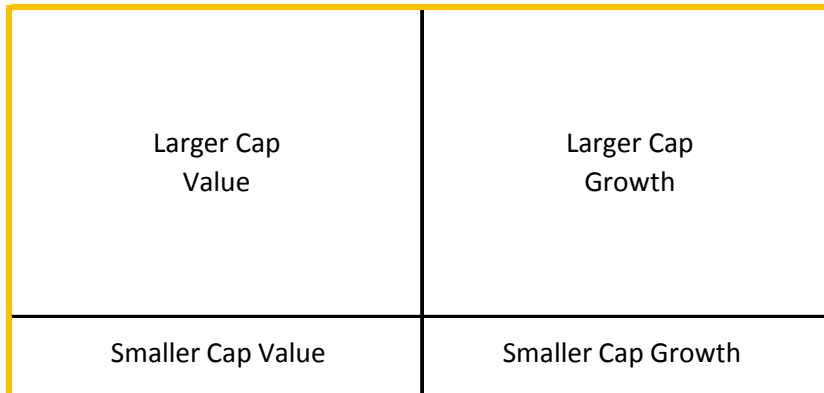 Larger Cap
Value
Larger Cap
Growth
Smaller Cap Value
Smaller Cap Growth